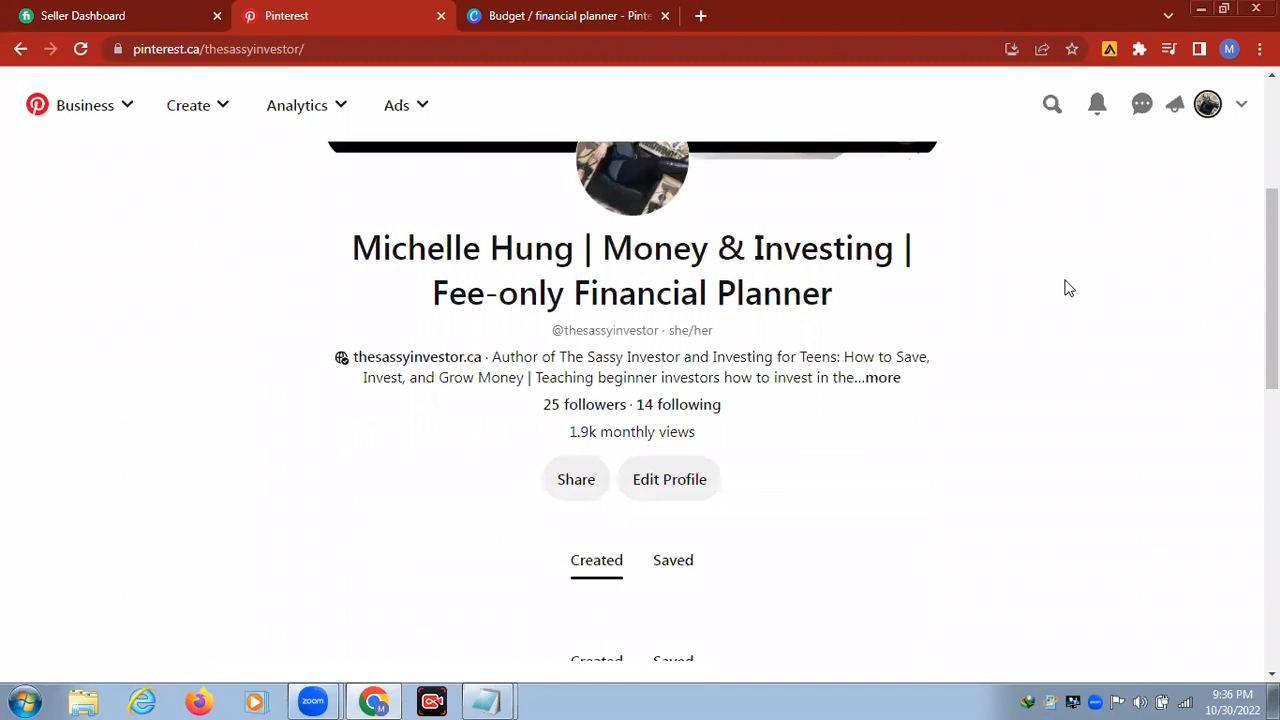 Seller Dashboard
Pinterest
Budget / financial planner - Pint
pinterest.ca/thesassyinvestor/
M
Business
Create
Analytics
Ads
Michelle Hung | Money & Investing |
Fee-only Financial Planner
@thesassyinvestor · she/her
thesassyinvestor.ca · Author of The Sassy Investor and Investing for Teens: How to Save,
Invest, and Grow Money | Teaching beginner investors how to invest in the...more
25 followers · 14 following
1.9k monthly views
Share
Edit Profile
Created
Saved
Created
Saved
zoom
M
9:36 PM
10/30/2022